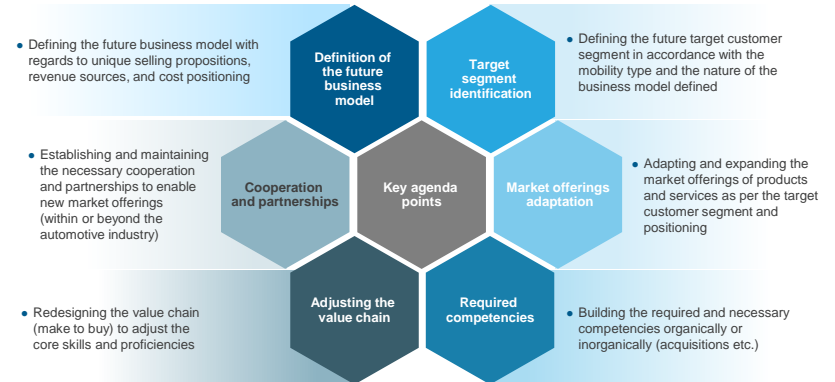 ● Defining the future business model with
regards to unique selling propositions,
revenue sources, and cost positioning
Definition of
the future
business
model
Target
segment
identification
● Defining the future target customer
segment in accordance with the
mobility type and the nature of the
business model defined
● Establishing and maintaining
the necessary cooperation
and partnerships to enable
new market offerings
(within or beyond the
automotive industry)
Cooperation
and partnerships
Key agenda
points
Market offerings
adaptation
● Adapting and expanding the
market offerings of products
and services as per the target
customer segment and
positioning
● Redesigning the value chain
(make to buy) to adjust the
core skills and proficiencies
Adjusting the
value chain
Required
competencies
● Building the required and necessary
competencies organically or
inorganically (acquisitions etc.)